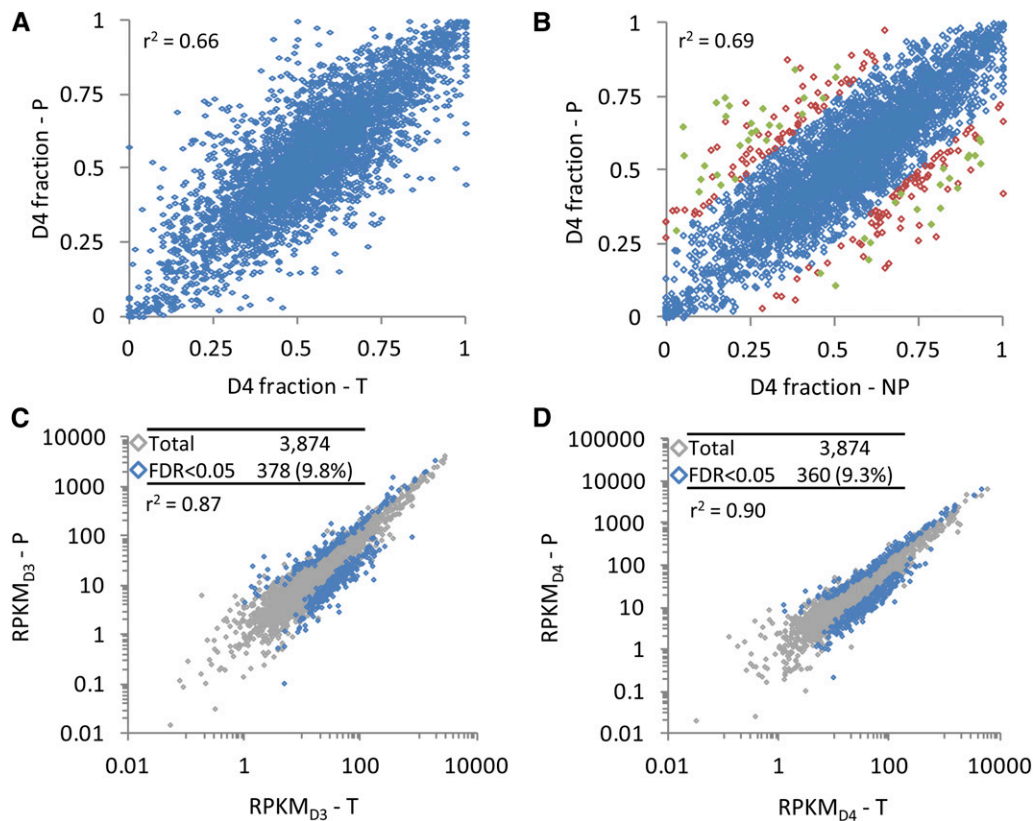 A
r² = 0.66
D4 fraction - P
1
0.75
0.5
0.25
0
0 0.25 0.5 0.75 1
D4 fraction - T
B
r² = 0.69
D4 fraction - P
1
0.75
0.5
0.25
0
0 0.25 0.5 0.75 1
D4 fraction - NP
C
Total 3,874
FDR<0.05 378 (9.8%)
r² = 0.87
RPKM_D3 - P
10000
1000
100
10
1
0.1
0.01
0.01 1 100 10000
RPKM_D3 - T
D
Total 3,874
FDR<0.05 360 (9.3%)
r² = 0.90
RPKM_D4 - P
10000
1000
100
10
1
0.1
0.01
0.01 1 100 10000
RPKM_D4 - T